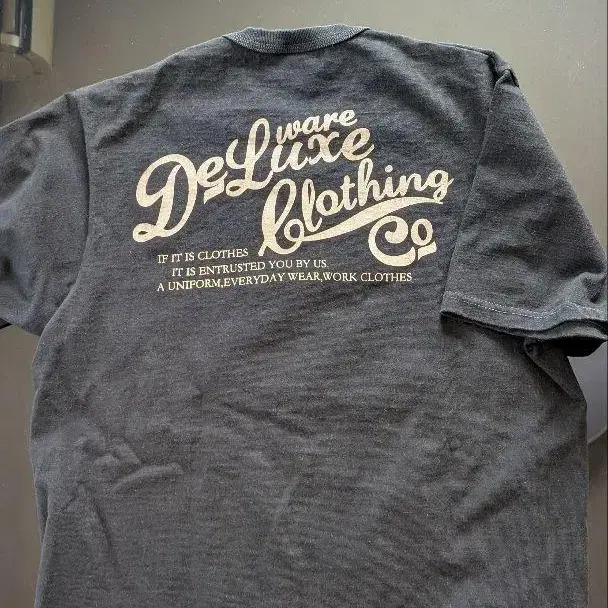 DeLuxe ware
Clothing
Co
IF IT IS CLOTHES
IT IS ENTRUSTED YOU BY US.
A UNIFORM,EVERYDAY WEAR,WORK CLOTHES